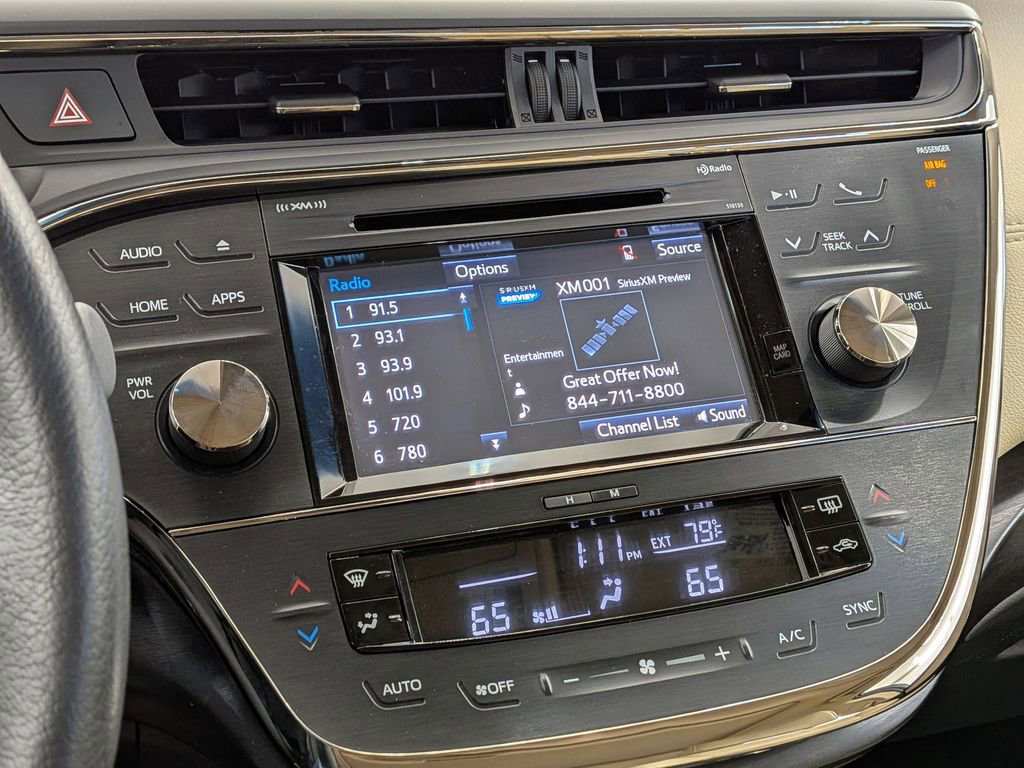 PASSENGER
AIR BAG
OFF
HD Radio
((( XM )))
510130
AUDIO
SEEK
TRACK
HOME
APPS
TUNE
SCROLL
PWR
VOL
MAP
CARD
Radio
Options
Source
1 91.5
2 93.1
3 93.9
4 101.9
5 720
6 780
SIRIUSXM
PREVIEW
XM001 SiriusXM Preview
Entertainmen
t
Great Offer Now!
844-711-8800
Channel List
Sound
H M
1:11 PM
EXT 79°F
65
65
SYNC
A/C
AUTO
OFF
− +